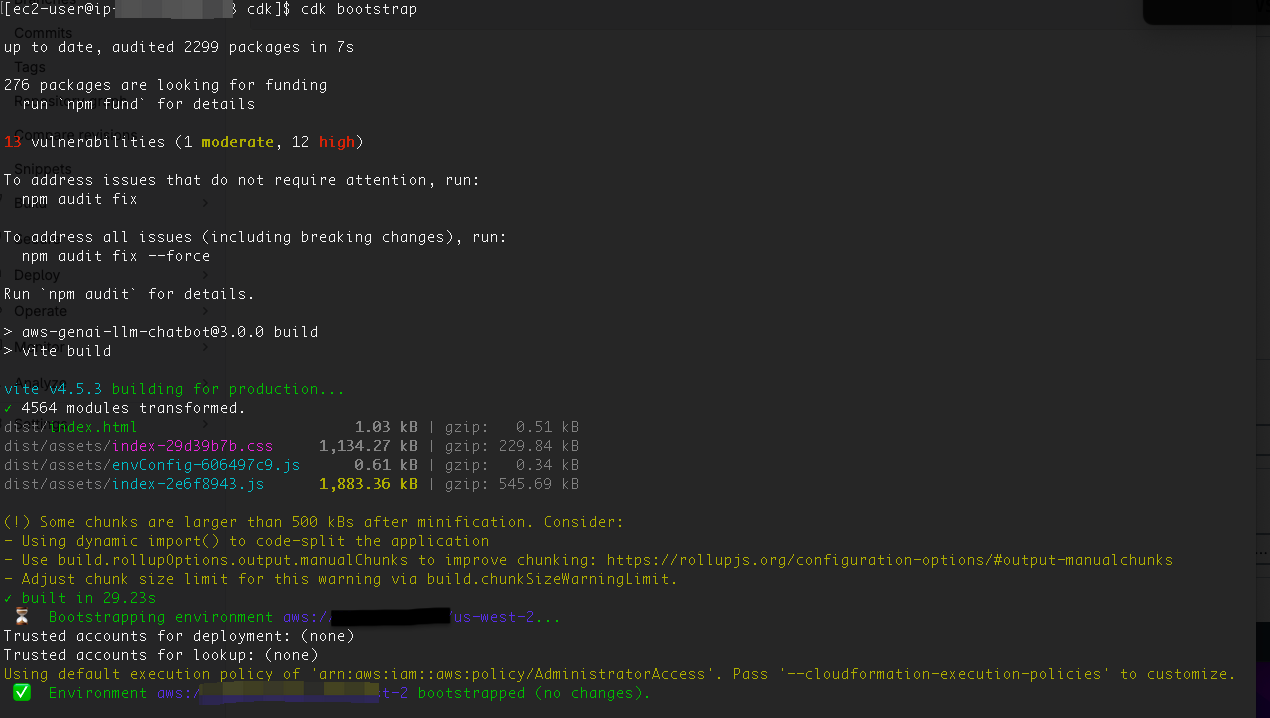 [ec2-user@ip- 3 cdk]$ cdk bootstrap
Commits
up to date, audited 2299 packages in 7s
Tags
276 packages are looking for funding
run `npm fund` for details
Compare revisions
13 vulnerabilities (1 moderate, 12 high)
Snippets
To address issues that do not require attention, run:
npm audit fix
To address all issues (including breaking changes), run:
npm audit fix --force
Deploy
Run `npm audit` for details.
Operate
> aws-genai-llm-chatbot@3.0.0 build
> vite build
Analyze
vite v4.5.3 building for production...
✓ 4564 modules transformed.
dist/index.html 1.03 kB | gzip: 0.51 kB
dist/assets/index-29d39b7b.css 1,134.27 kB | gzip: 229.84 kB
dist/assets/envConfig-606497c9.js 0.61 kB | gzip: 0.34 kB
dist/assets/index-2e6f8943.js 1,883.36 kB | gzip: 545.69 kB
(!) Some chunks are larger than 500 kBs after minification. Consider:
- Using dynamic import() to code-split the application
- Use build.rollupOptions.output.manualChunks to improve chunking: https://rollupjs.org/configuration-options/#output-manualchunks
- Adjust chunk size limit for this warning via build.chunkSizeWarningLimit.
✓ built in 29.23s
⏳ Bootstrapping environment aws:/ us-west-2...
Trusted accounts for deployment: (none)
Trusted accounts for lookup: (none)
Using default execution policy of 'arn:aws:iam::aws:policy/AdministratorAccess'. Pass '--cloudformation-execution-policies' to customize.
✅ Environment aws:/ t-2 bootstrapped (no changes).